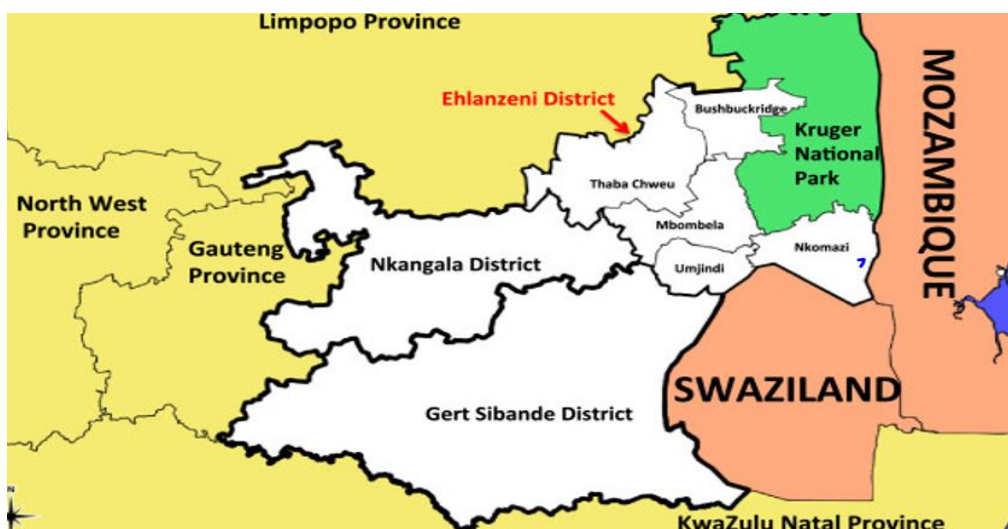 Limpopo Province
MOZAMBIQUE
Ehlanzeni District
Bushbuckridge
Kruger
National
Park
Thaba Chweu
North West
Province
Mbombela
Gauteng
Province
Nkomazi
Nkangala District
Umjindi
SWAZILAND
Gert Sibande District
N
KwaZulu Natal Province